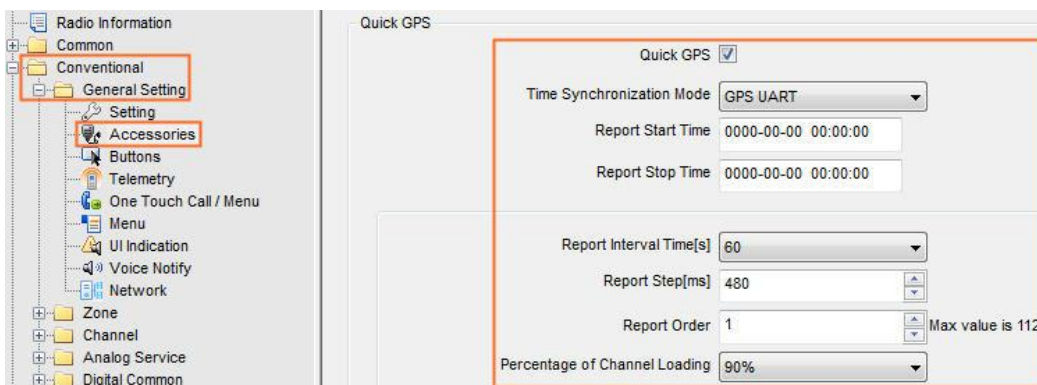 Radio Information
Common
Conventional
General Setting
Setting
Accessories
Buttons
Telemetry
One Touch Call / Menu
Menu
UI Indication
Voice Notify
Network
Zone
Channel
Analog Service
Digital Common
Quick GPS
Quick GPS
Time Synchronization Mode GPS UART
Report Start Time 0000-00-00 00:00:00
Report Stop Time 0000-00-00 00:00:00
Report Interval Time[s] 60
Report Step[ms] 480
Report Order 1 Max value is 112
Percentage of Channel Loading 90%